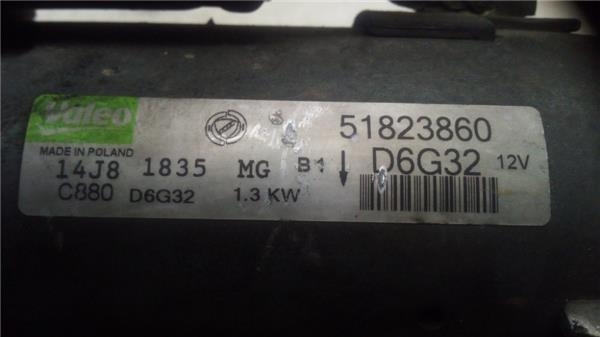 Valeo
MADE IN POLAND
51823860
14J8 1835 MG B1 D6G32 12V
C880 D6G32 1.3 KW